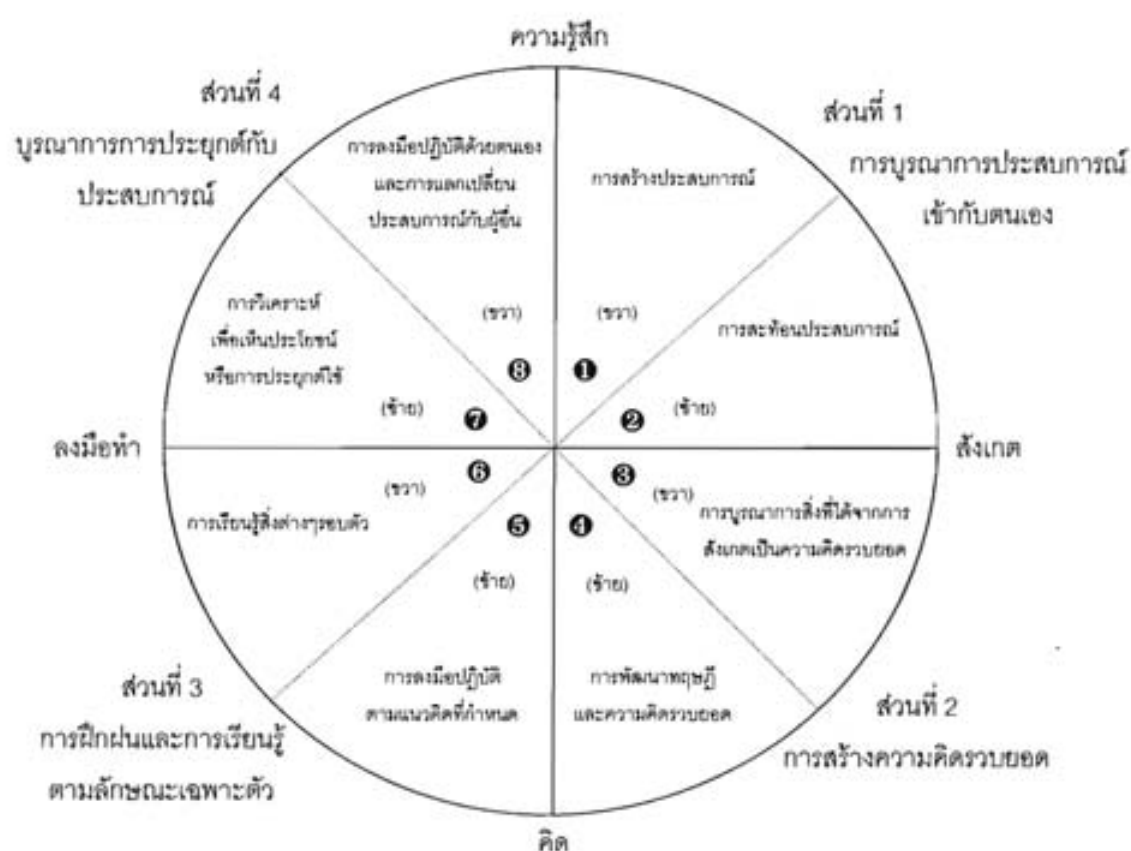 ความรู้สึก
ส่วนที่ 4
บูรณาการการประยุกต์กับ
ประสบการณ์
ส่วนที่ 1
การบูรณาการประสบการณ์
เข้ากับตนเอง
การลงมือปฏิบัติด้วยตนเอง
และการแลกเปลี่ยน
ประสบการณ์กับผู้อื่น
การสร้างประสบการณ์
การวิเคราะห์
เพื่อเห็นประโยชน์
หรือการประยุกต์ใช้
(ขวา)
(ขวา)
การสะท้อนประสบการณ์
❽
❶
(ซ้าย)
❼
❷
(ซ้าย)
ลงมือทำ
สังเกต
❻
❸
(ขวา)
(ขวา)
การเรียนรู้สิ่งต่างๆรอบตัว
❺
❹
การบูรณาการสิ่งที่ได้จากการ
สังเกตเป็นความคิดรวบยอด
(ซ้าย)
(ซ้าย)
การลงมือปฏิบัติ
ตามแนวคิดที่กำหนด
การพัฒนาทฤษฎี
และความคิดรวบยอด
ส่วนที่ 3
การฝึกฝนและการเรียนรู้
ตามลักษณะเฉพาะตัว
ส่วนที่ 2
การสร้างความคิดรวบยอด
คิด